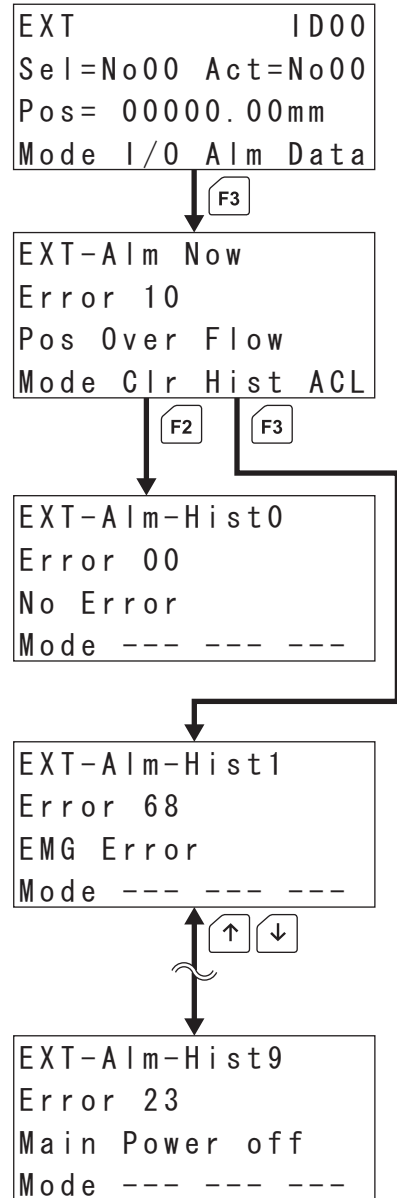 EXT ID00
Sel=No00 Act=No00
Pos= 00000.00mm
Mode I/O Alm Data
F3
EXT-Alm Now
Error 10
Pos Over Flow
Mode Clr Hist ACL
F2 F3
EXT-Alm-Hist0
Error 00
No Error
Mode --- --- ---
EXT-Alm-Hist1
Error 68
EMG Error
Mode --- --- ---
↑ ↓
EXT-Alm-Hist9
Error 23
Main Power off
Mode --- --- ---